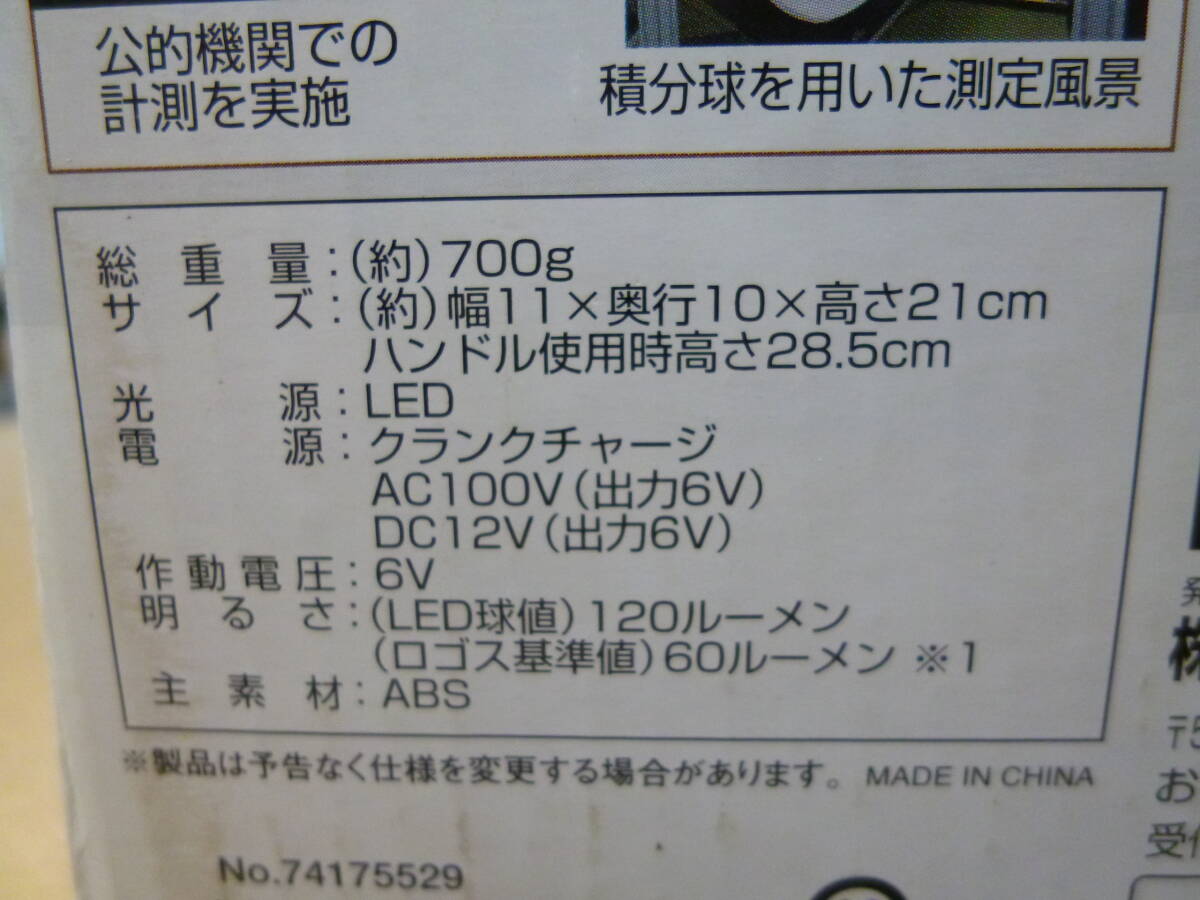 公的機関での
計測を実施
積分球を用いた測定風景
総重量：(約)700g
サイズ：(約)幅11×奥行10×高さ21cm
ハンドル使用時高さ28.5cm
光源：LED
電源：クランクチャージ
AC100V(出力6V)
DC12V(出力6V)
作動電圧：6V
明るさ：(LED球値)120ルーメン
(ロゴス基準値)60ルーメン ※1
主素材：ABS
※製品は予告なく仕様を変更する場合があります。 MADE IN CHINA
No.74175529
発
株
〒5
お
受付